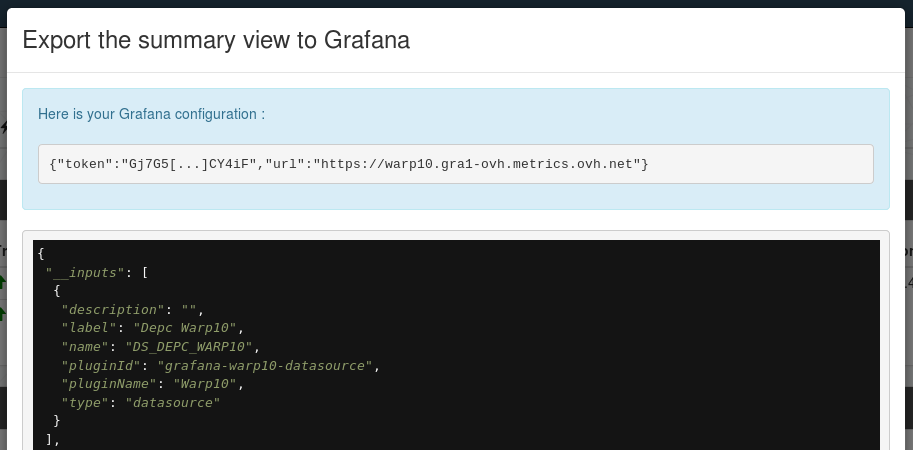 Export the summary view to Grafana
Here is your Grafana configuration :
{"token":"Gj7G5[...]CY4iF","url":"https://warp10.gra1-ovh.metrics.ovh.net"}
{
"__inputs": [
{
"description": "",
"label": "Depc Warp10",
"name": "DS_DEPC_WARP10",
"pluginId": "grafana-warp10-datasource",
"pluginName": "Warp10",
"type": "datasource"
}
],